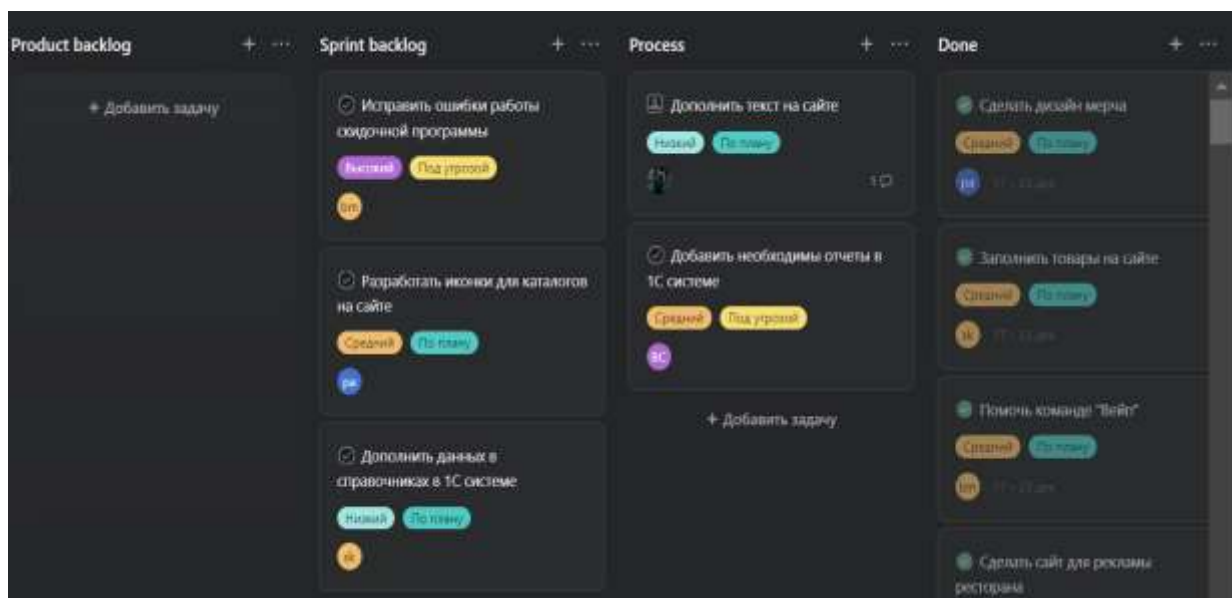 Product backlog
+ Добавить задачу
Sprint backlog
Исправить ошибки работы
скидочной программы
Высокий Под угрозой
bm
Разработать иконки для каталогов
на сайте
Средний По плану
ра
Дополнить данных в
справочниках в 1С системе
Низкий По плану
Process
Дополнить текст на сайте
Низкий По плану
Добавить необходимы отчеты в
1С системе
Средний Под угрозой
ВС
+ Добавить задачу
Done
Сделать дизайн мерча
Средний По плану
Заполнить товары на сайте
Средний По плану
Помочь команде "Вейп"
Средний По плану
Сделать сайт для рекламы
ресторана